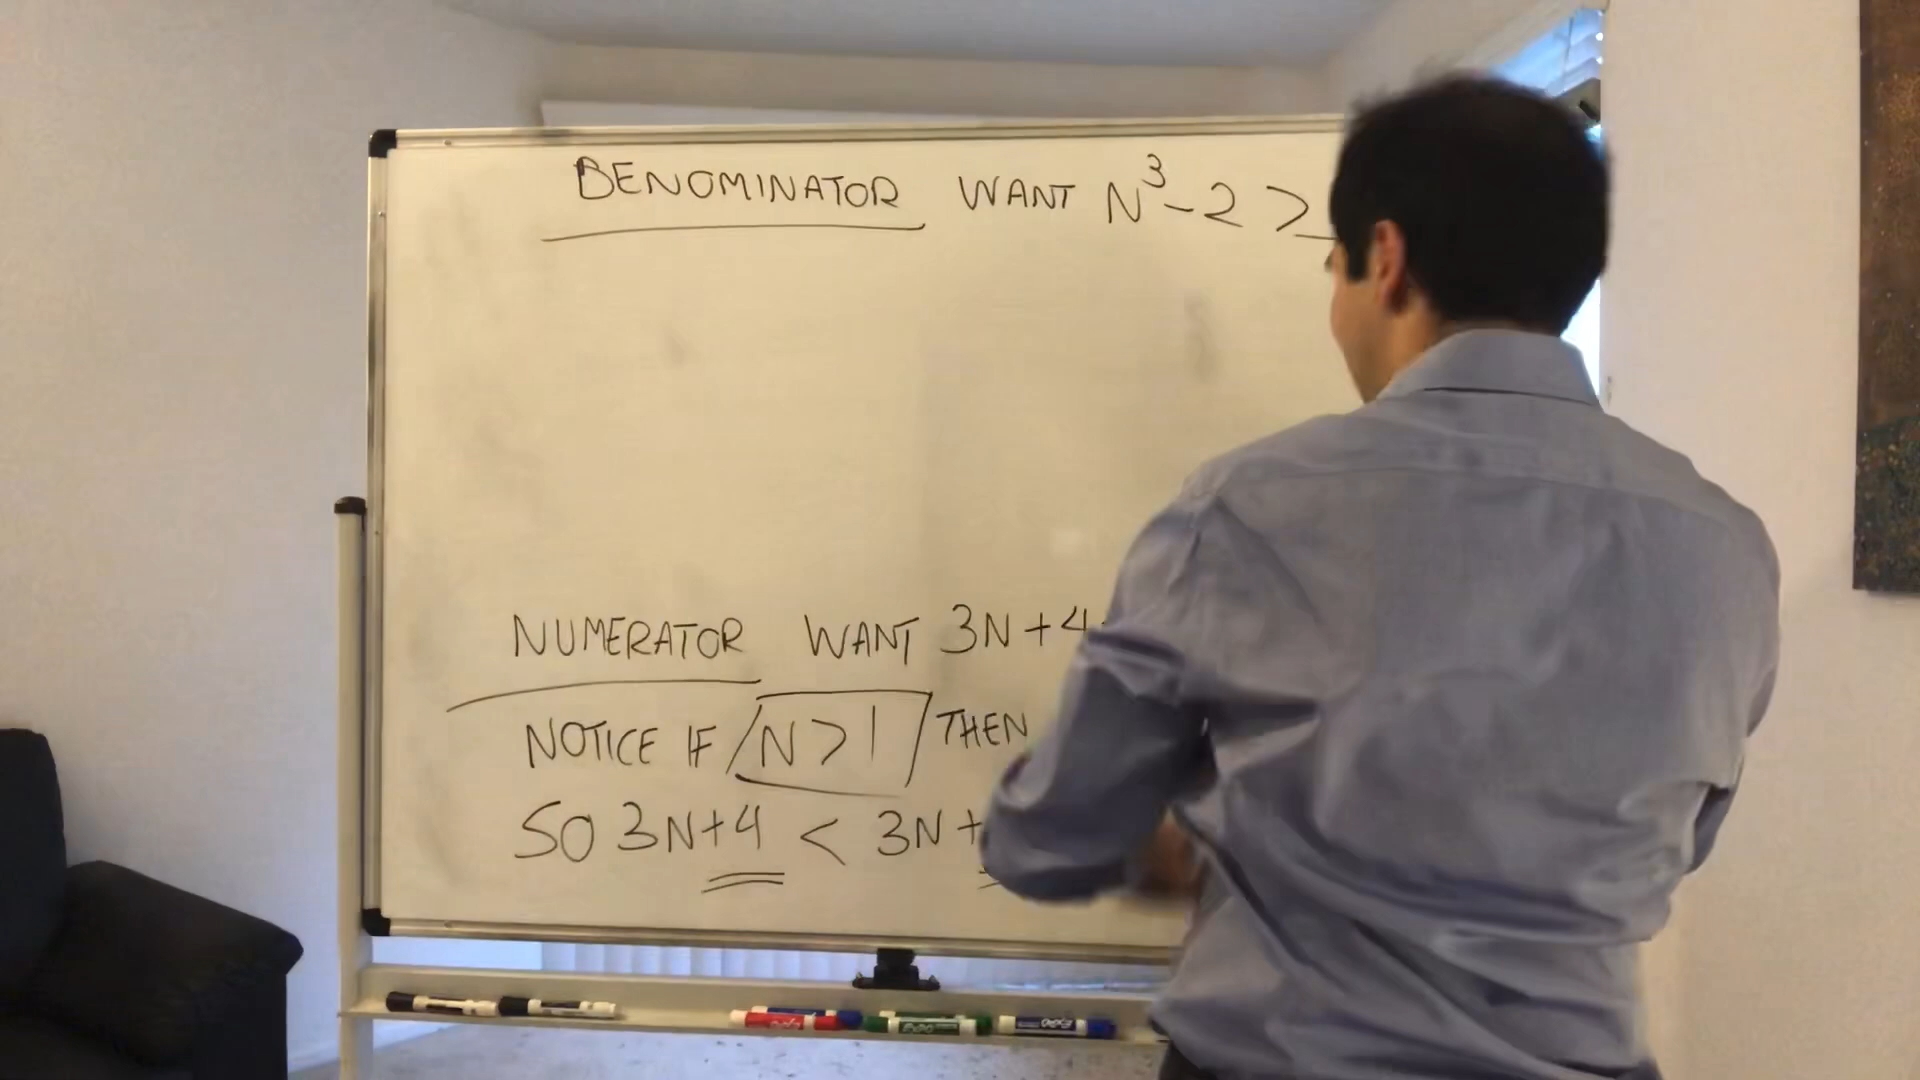 BENOMINATOR WANT N³-2 ≥
NUMERATOR WANT 3N+4
NOTICE IF N>1 THEN
SO 3N+4 < 3N+